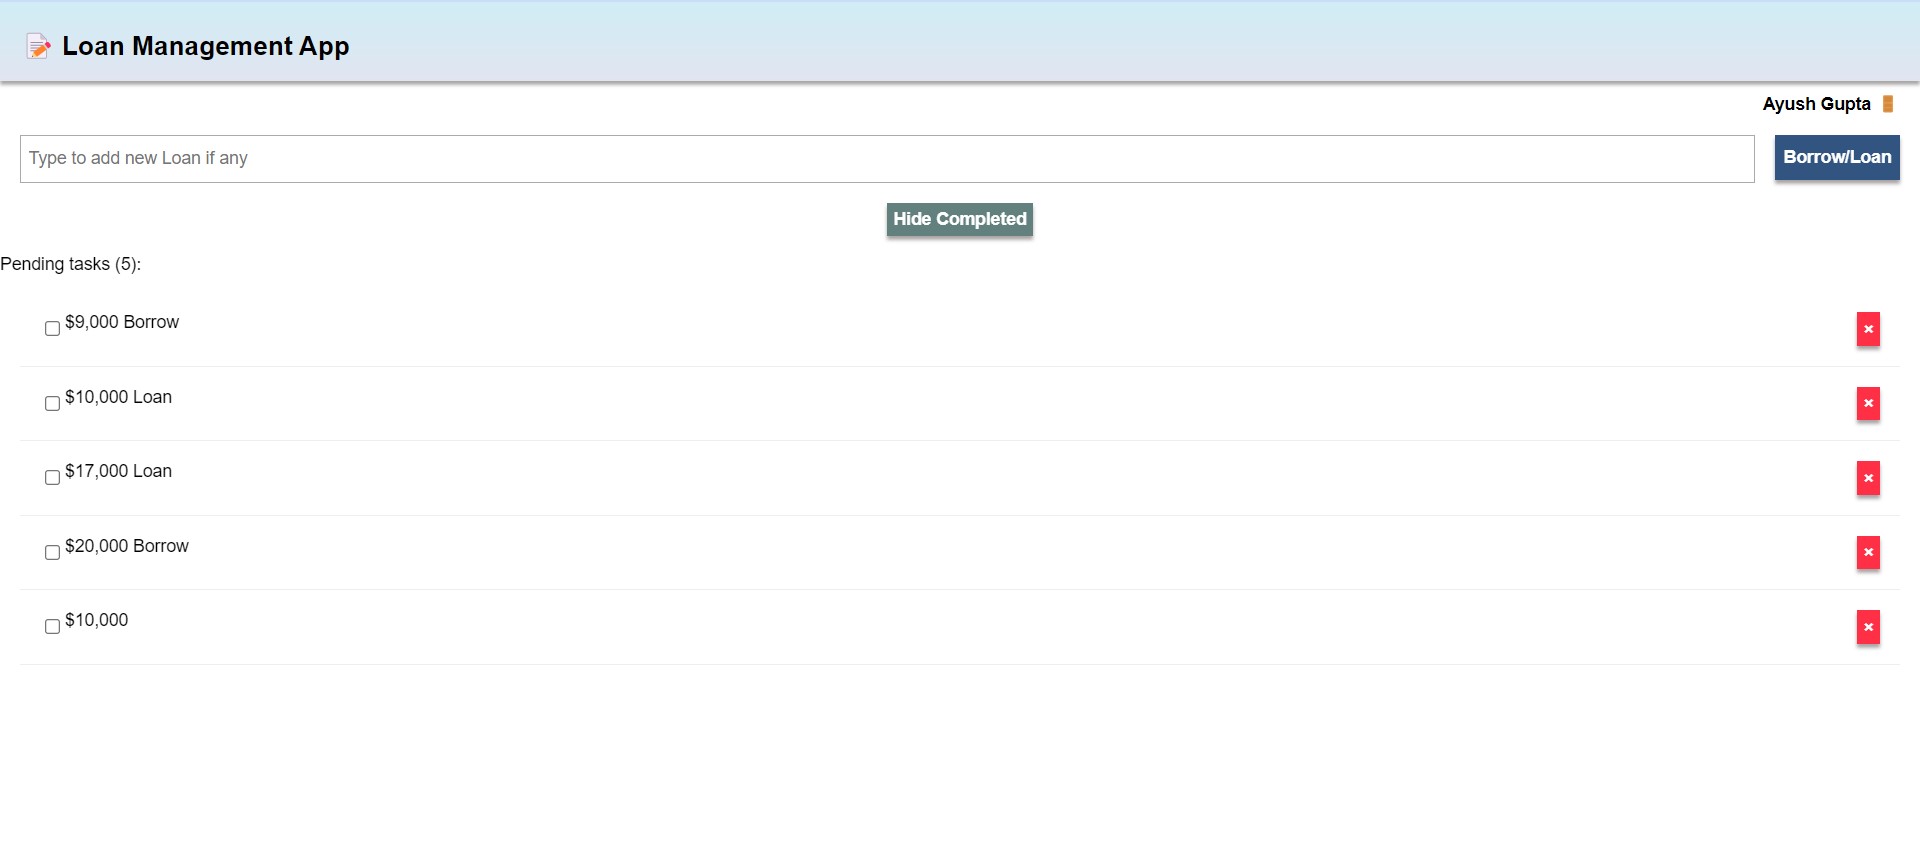 Loan Management App
Ayush Gupta
Type to add new Loan if any
Borrow/Loan
Hide Completed
Pending tasks (5):
$9,000 Borrow
$10,000 Loan
$17,000 Loan
$20,000 Borrow
$10,000